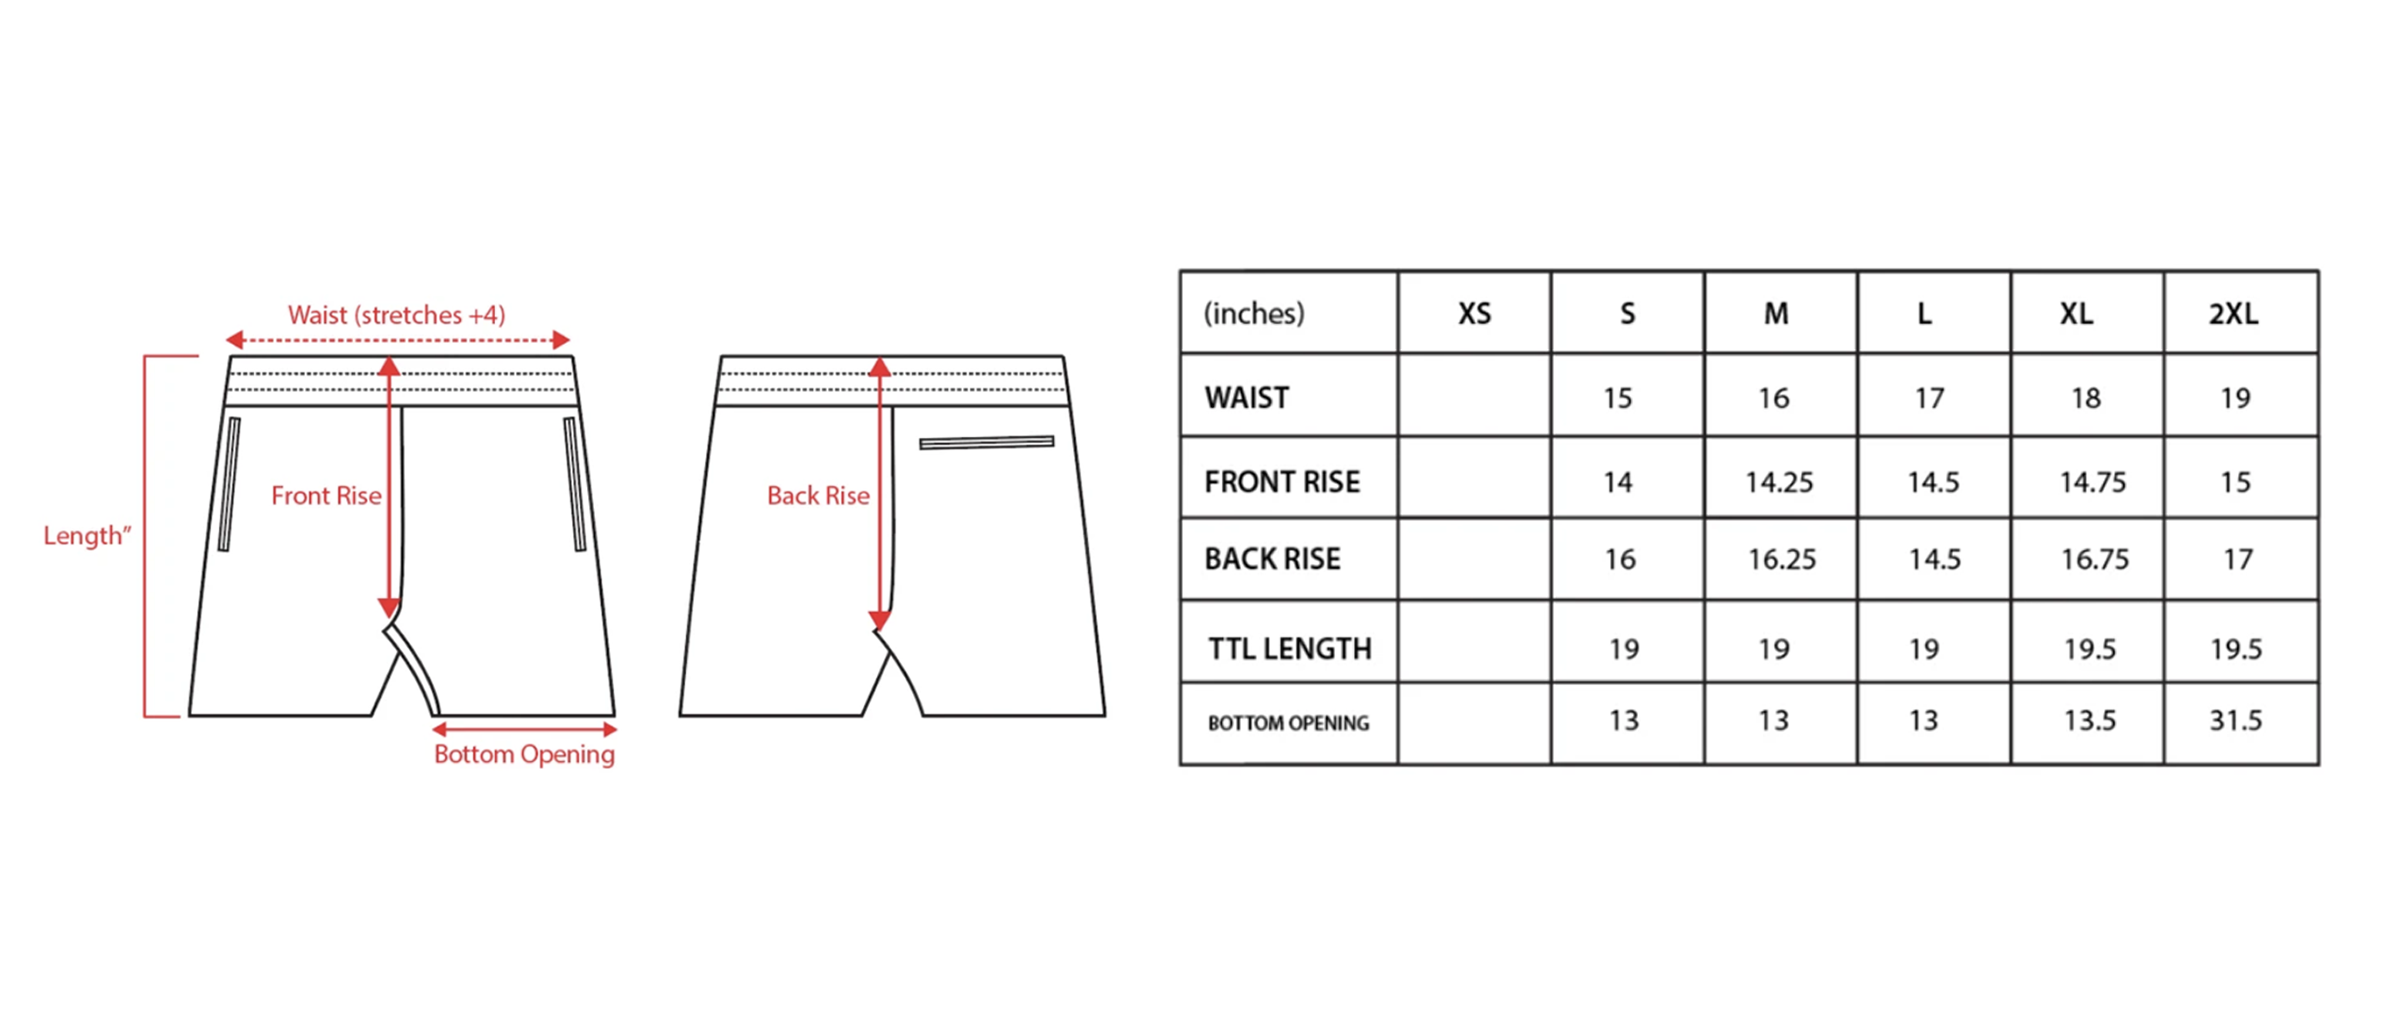 Waist (stretches +4)
Front Rise
Length”
Bottom Opening
Back Rise
(inches) XS S M L XL 2XL
WAIST 15 16 17 18 19
FRONT RISE 14 14.25 14.5 14.75 15
BACK RISE 16 16.25 14.5 16.75 17
TTL LENGTH 19 19 19 19.5 19.5
BOTTOM OPENING 13 13 13 13.5 31.5